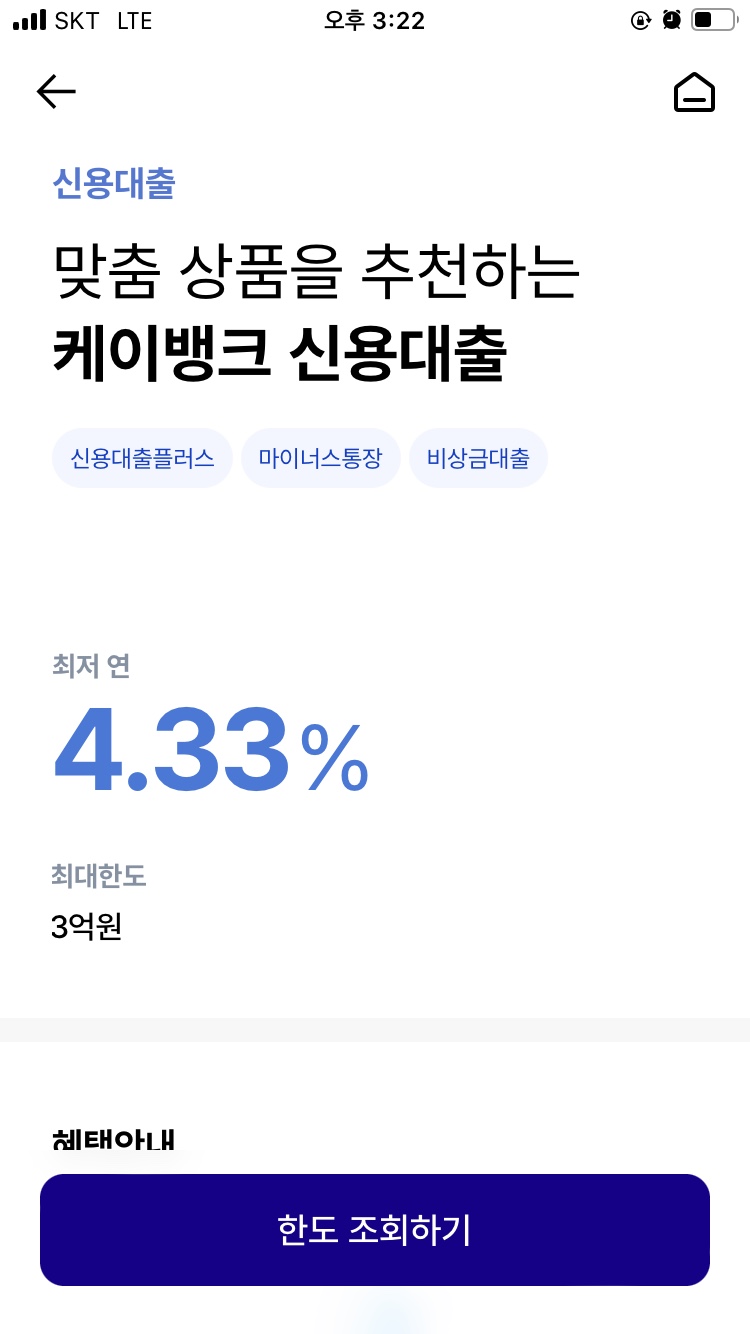 SKT LTE 오후 3:22
신용대출
맞춤 상품을 추천하는
케이뱅크 신용대출
신용대출플러스 마이너스통장 비상금대출
최저 연
4.33%
최대한도
3억원
혜택안내
한도 조회하기